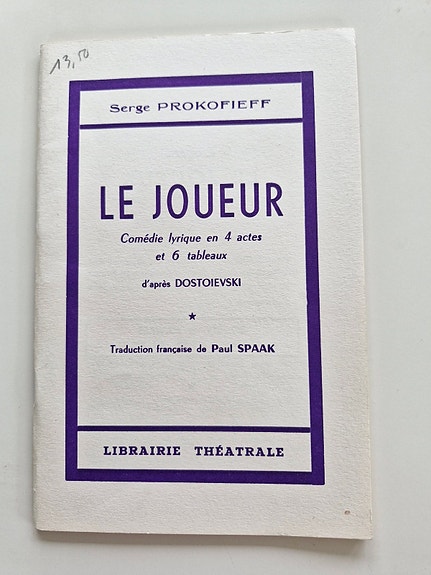 13,50
Serge PROKOFIEFF
LE JOUEUR
Comédie lyrique en 4 actes
et 6 tableaux
d'après DOSTOIEVSKI
★
Traduction française de Paul SPAAK
LIBRAIRIE THÉATRALE